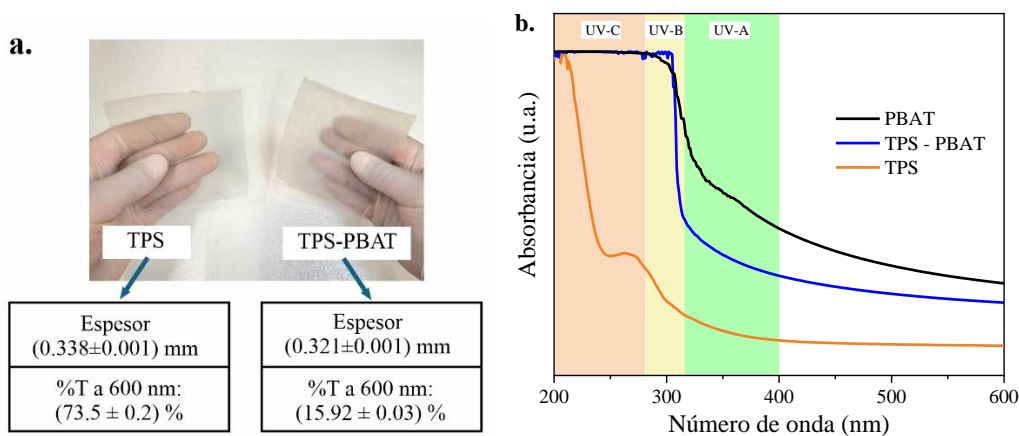 a.
TPS
TPS-PBAT
Espesor
(0.338±0.001) mm
%T a 600 nm:
(73.5 ± 0.2) %
Espesor
(0.321±0.001) mm
%T a 600 nm:
(15.92 ± 0.03) %
b.
UV-C
UV-B
UV-A
PBAT
TPS - PBAT
TPS
Absorbancia (u.a.)
200
300
400
500
600
Número de onda (nm)